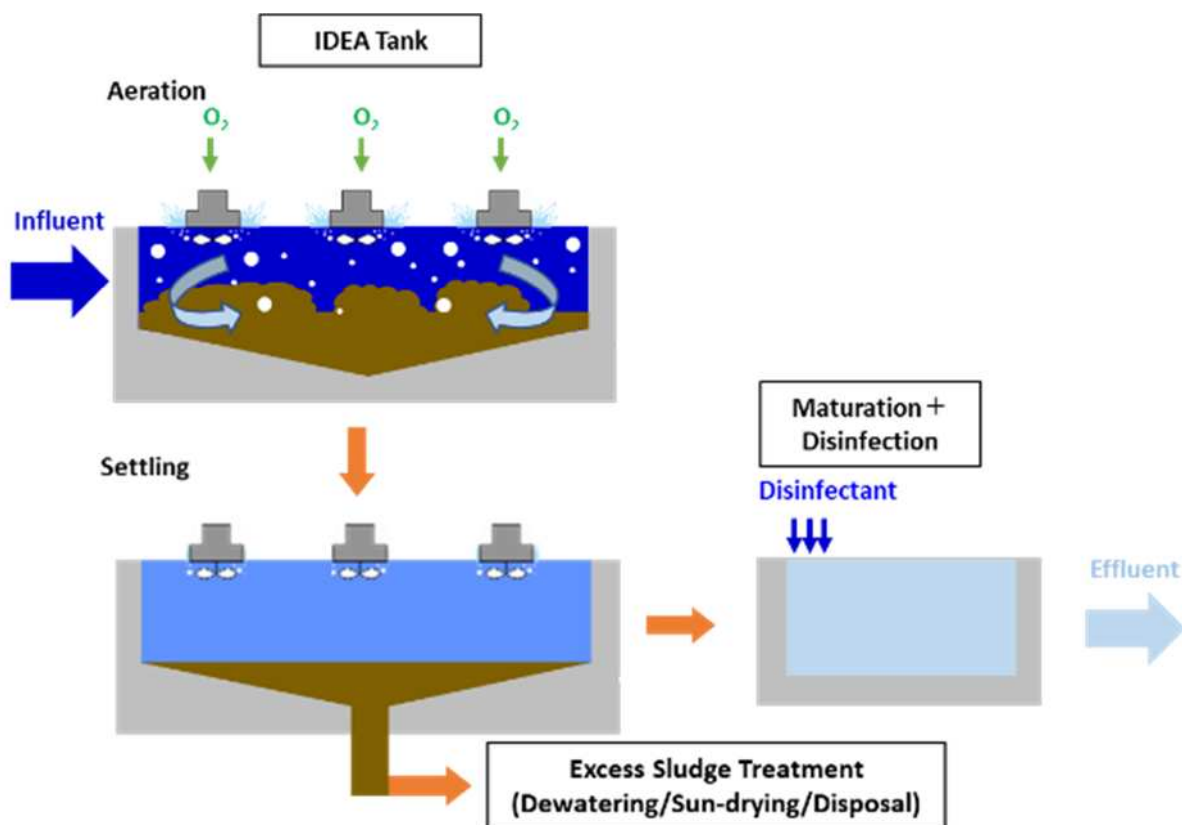 IDEA Tank
Aeration
O₂
O₂
O₂
Influent
Settling
Maturation＋
Disinfection
Disinfectant
Effluent
Excess Sludge Treatment
(Dewatering/Sun-drying/Disposal)